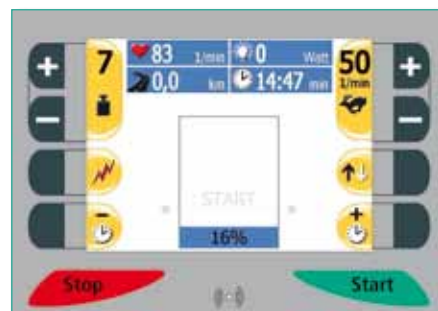 + 7 83 1/min 0 Watt 50 +
1/min
− 0,0 km 14:47 min −
START
− +
16%
Stop Start